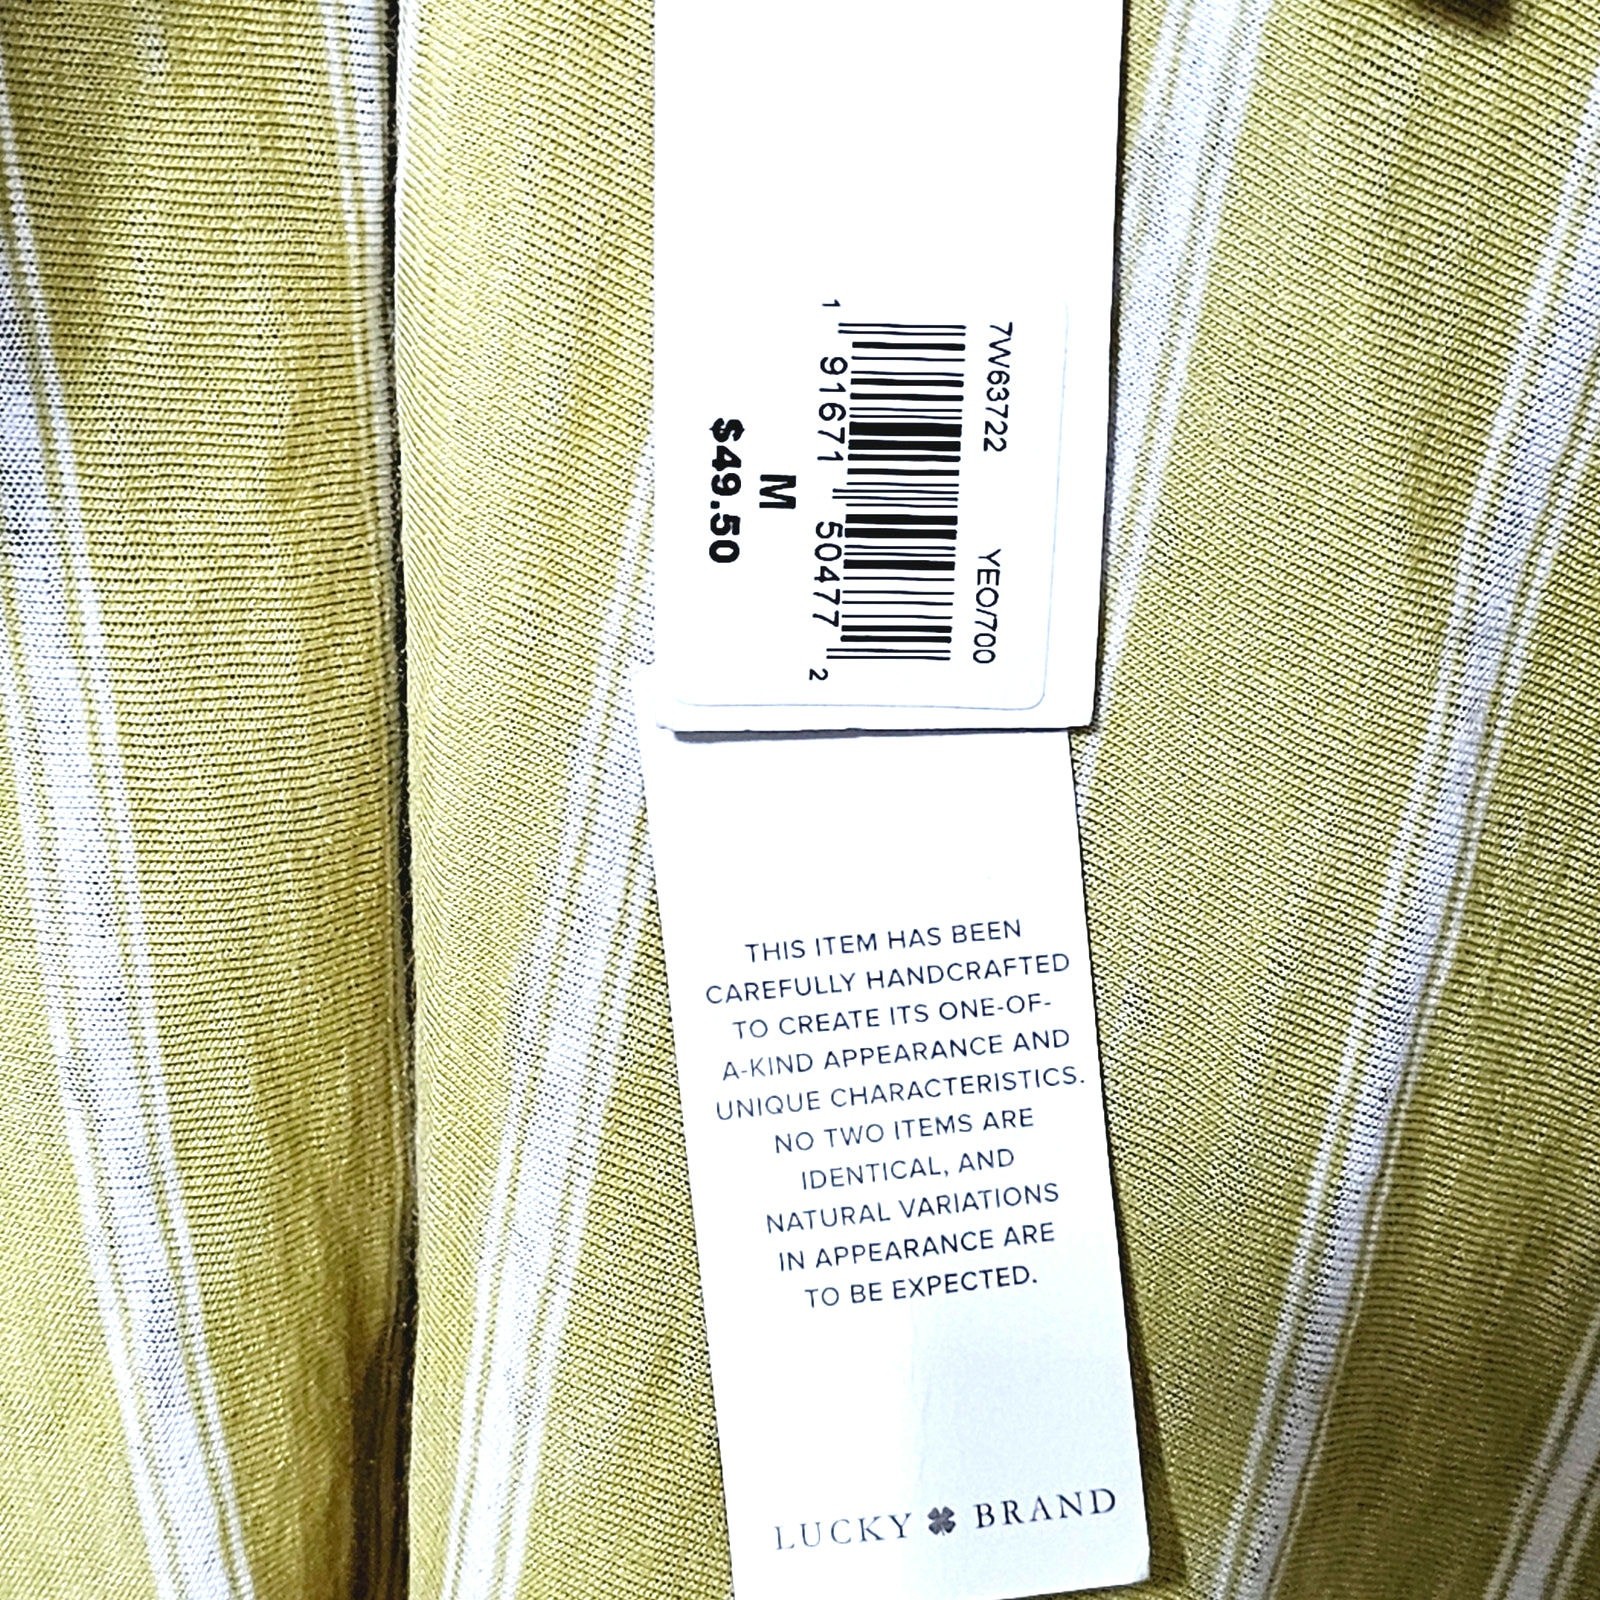 7W63722 YEO/700
1 91671 50477 2
M
$49.50
THIS ITEM HAS BEEN
CAREFULLY HANDCRAFTED
TO CREATE ITS ONE-OF-
A-KIND APPEARANCE AND
UNIQUE CHARACTERISTICS.
NO TWO ITEMS ARE
IDENTICAL, AND
NATURAL VARIATIONS
IN APPEARANCE ARE
TO BE EXPECTED.
LUCKY BRAND